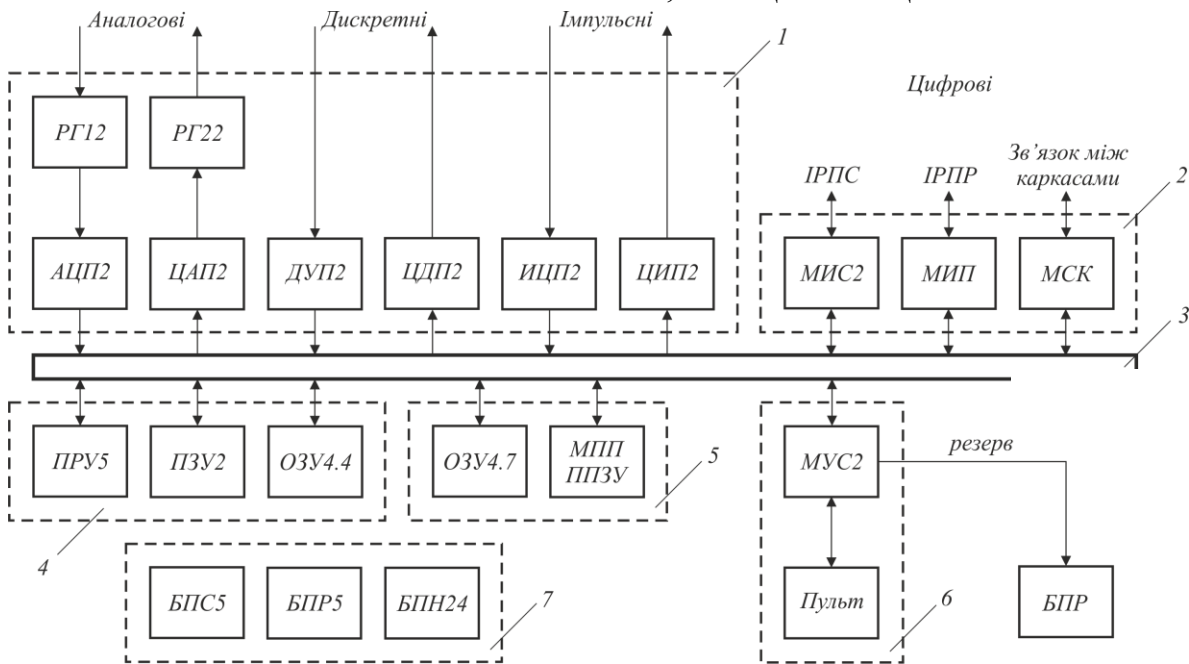 Аналогові
Дискретні
Імпульсні
1
Цифрові
РГ12
РГ22
Зв’язок між
каркасами
ІРПС
ІРПР
2
АЦП2
ЦАП2
ДУП2
ЦДП2
ИЦП2
ЦИП2
МИС2
МИП
МСК
3
ПРУ5
ПЗУ2
ОЗУ4.4
ОЗУ4.7
МПП
ППЗУ
5
МУС2
резерв
4
БПС5
БПР5
БПН24
7
Пульт
6
БПР